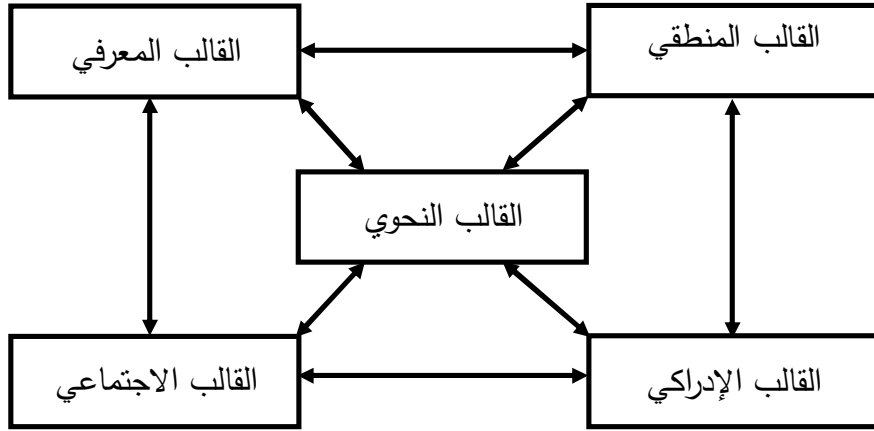 القالب المنطقي
القالب المعرفي
القالب النحوي
القالب الإدراكي
القالب الاجتماعي